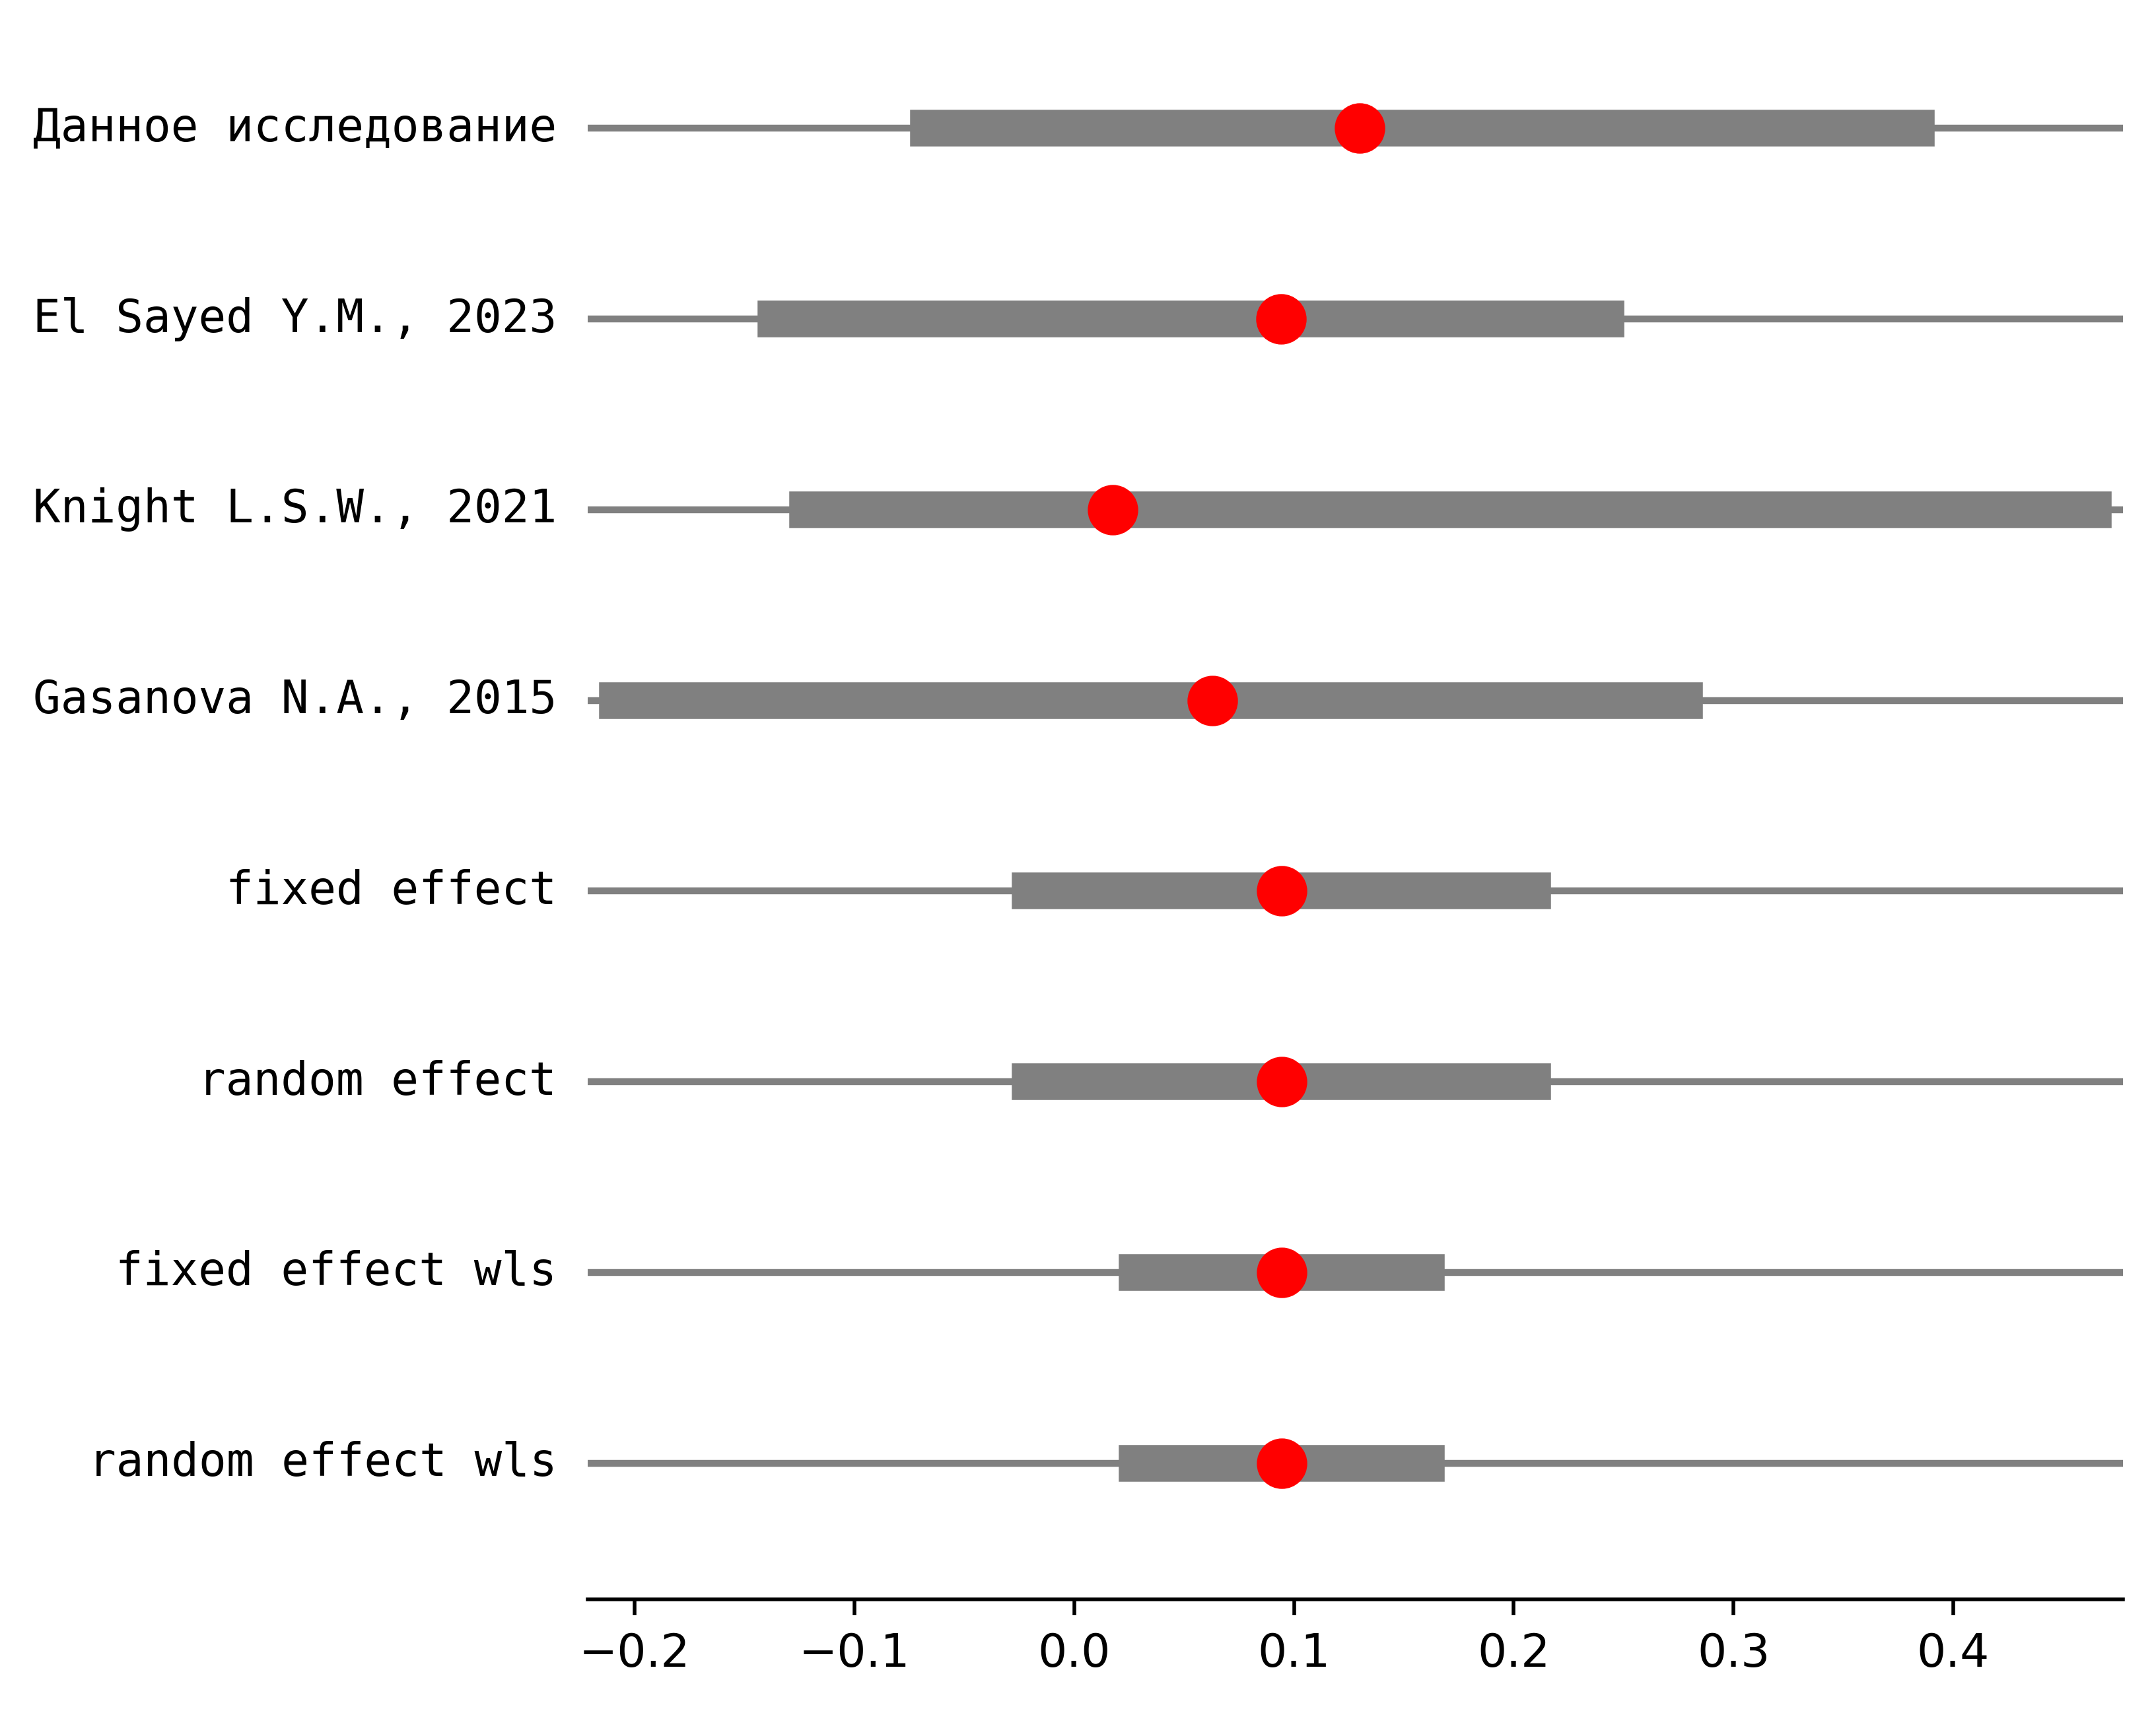 Данное исследование
El Sayed Y.M., 2023
Knight L.S.W., 2021
Gasanova N.A., 2015
fixed effect
random effect
fixed effect wls
random effect wls
−0.2 −0.1 0.0 0.1 0.2 0.3 0.4